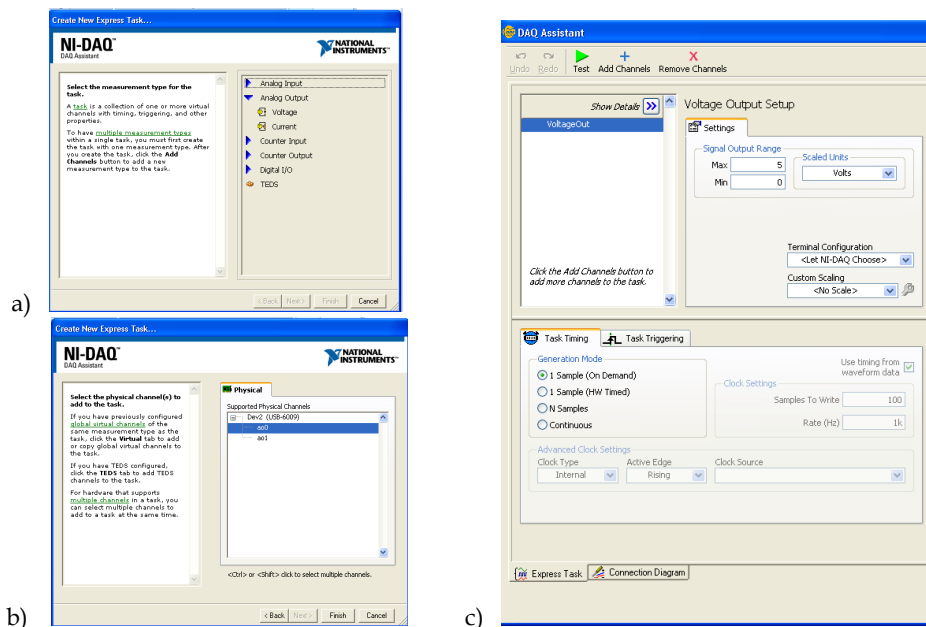 Create New Express Task...
NI-DAQ™
DAQ Assistant
NATIONAL
INSTRUMENTS™
Select the measurement type for the
task.
A task is a collection of one or more virtual
channels with timing, triggering, and other
properties.
To have multiple measurement types
within a single task, you must first create
the task with one measurement type. After
you create the task, click the Add
Channels button to add a new
measurement type to the task.
Analog Input
Analog Output
Voltage
Current
Counter Input
Counter Output
Digital I/O
TEDS
< Back
Next >
Finish
Cancel
a)
Create New Express Task...
NI-DAQ™
DAQ Assistant
NATIONAL
INSTRUMENTS™
Select the physical channel(s) to
add to the task.
If you have previously configured
global virtual channels of the
same measurement type as the
task, click the Virtual tab to add
or copy global virtual channels to
the task.
If you have TEDS configured,
click the TEDS tab to add TEDS
channels to the task.
For hardware that supports
multiple channels in a task, you
can select multiple channels to
add to a task at the same time.
Physical
Supported Physical Channels
Dev2 (USB-6009)
ao0
ao1
<Ctrl> or <Shift> click to select multiple channels.
< Back
Next >
Finish
Cancel
b)
DAQ Assistant
Undo
Redo
Test
Add Channels
Remove Channels
Show Details
VoltageOut
Click the Add Channels button to
add more channels to the task.
Voltage Output Setup
Settings
Signal Output Range
Max 5
Min 0
Scaled Units
Volts
Terminal Configuration
<Let NI-DAQ Choose>
Custom Scaling
<No Scale>
Task Timing
Task Triggering
Generation Mode
1 Sample (On Demand)
1 Sample (HW Timed)
N Samples
Continuous
Use timing from
waveform data
Clock Settings
Samples To Write 100
Rate (Hz) 1k
Advanced Clock Settings
Clock Type
Active Edge
Clock Source
Internal
Rising
Express Task
Connection Diagram
c)